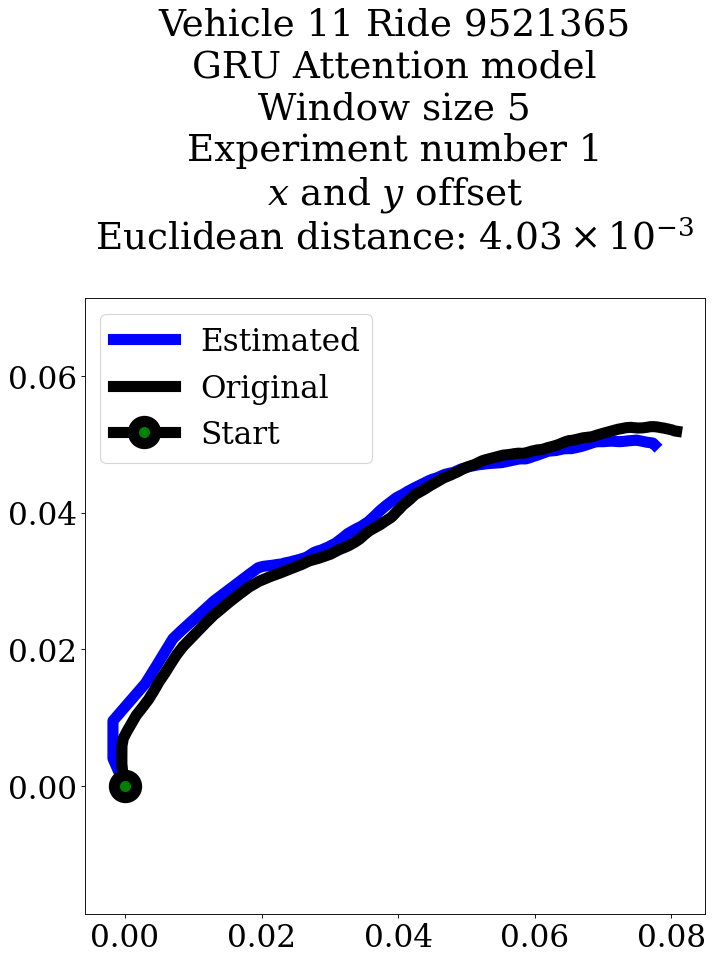 Vehicle 11 Ride 9521365
GRU Attention model
Window size 5
Experiment number 1
x and y offset
Euclidean distance: 4.03 × 10⁻³
Estimated
Original
Start
0.06
0.04
0.02
0.00
0.00 0.02 0.04 0.06 0.08